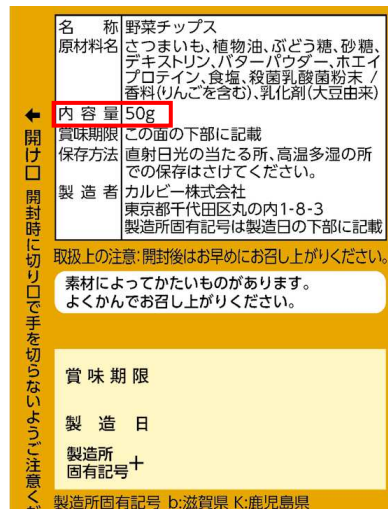 名称 野菜チップス
原材料名 さつまいも、植物油、ぶどう糖、砂糖、
デキストリン、バターパウダー、ホエイ
プロテイン、食塩、殺菌乳酸菌粉末 /
香料(りんごを含む)、乳化剤(大豆由来)
内容量 50g
賞味期限 この面の下部に記載
保存方法 直射日光の当たる所、高温多湿の所
での保存はさけてください。
製造者 カルビー株式会社
東京都千代田区丸の内1-8-3
製造所固有記号は製造日の下部に記載
取扱上の注意:開封後はお早めにお召し上がりください。
素材によってかたいものがあります。
よくかんでお召し上がりください。
賞味期限
製造日
製造所
固有記号+
製造所固有記号 b:滋賀県 K:鹿児島県
←開け口 開封時に切り口で手を切らないようご注意く